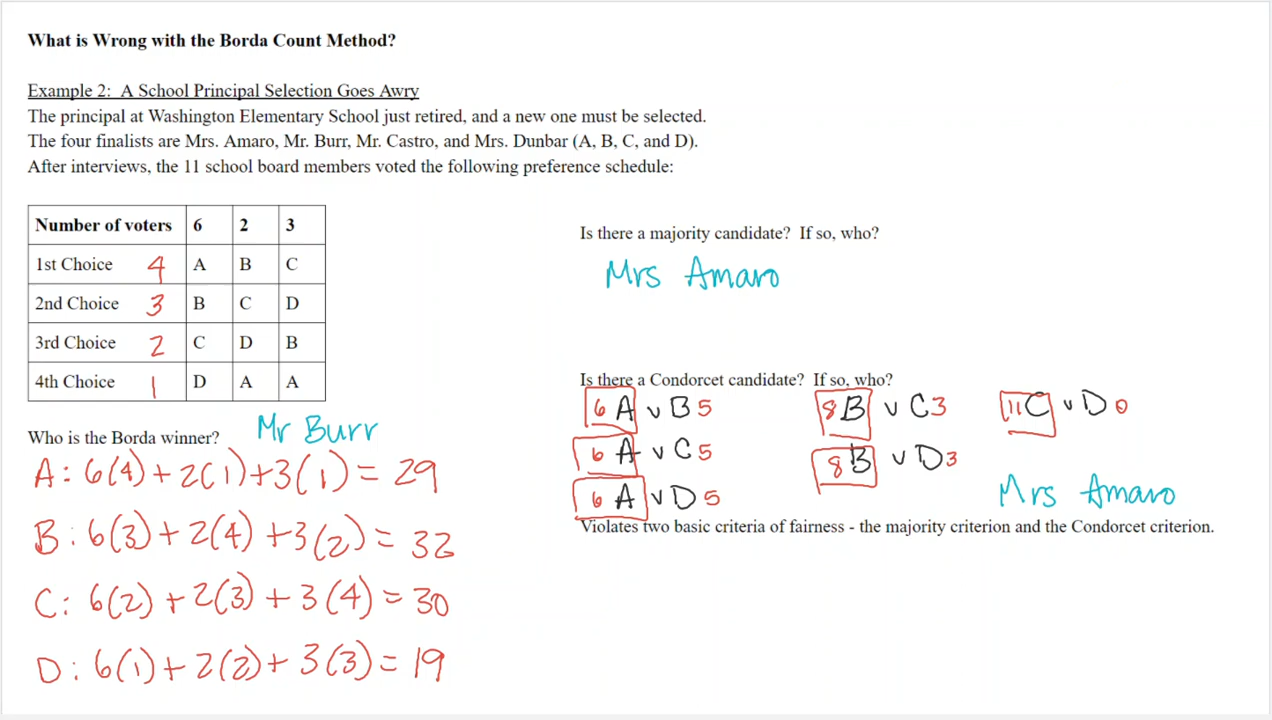 What is Wrong with the Borda Count Method?
Example 2: A School Principal Selection Goes Awry
The principal at Washington Elementary School just retired, and a new one must be selected.
The four finalists are Mrs. Amaro, Mr. Burr, Mr. Castro, and Mrs. Dunbar (A, B, C, and D).
After interviews, the 11 school board members voted the following preference schedule:
Number of voters 6 2 3
1st Choice 4 A B C
2nd Choice 3 B C D
3rd Choice 2 C D B
4th Choice 1 D A A
Who is the Borda winner? Mr Burr
A: 6(4) + 2(1) + 3(1) = 29
B: 6(3) + 2(4) + 3(2) = 32
C: 6(2) + 2(3) + 3(4) = 30
D: 6(1) + 2(2) + 3(3) = 19
Is there a majority candidate? If so, who?
Mrs Amaro
Is there a Condorcet candidate? If so, who?
6 A v B 5 8 B v C 3 11 C v D 0
6 A v C 5 8 B v D 3
6 A v D 5 Mrs Amaro
Violates two basic criteria of fairness - the majority criterion and the Condorcet criterion.